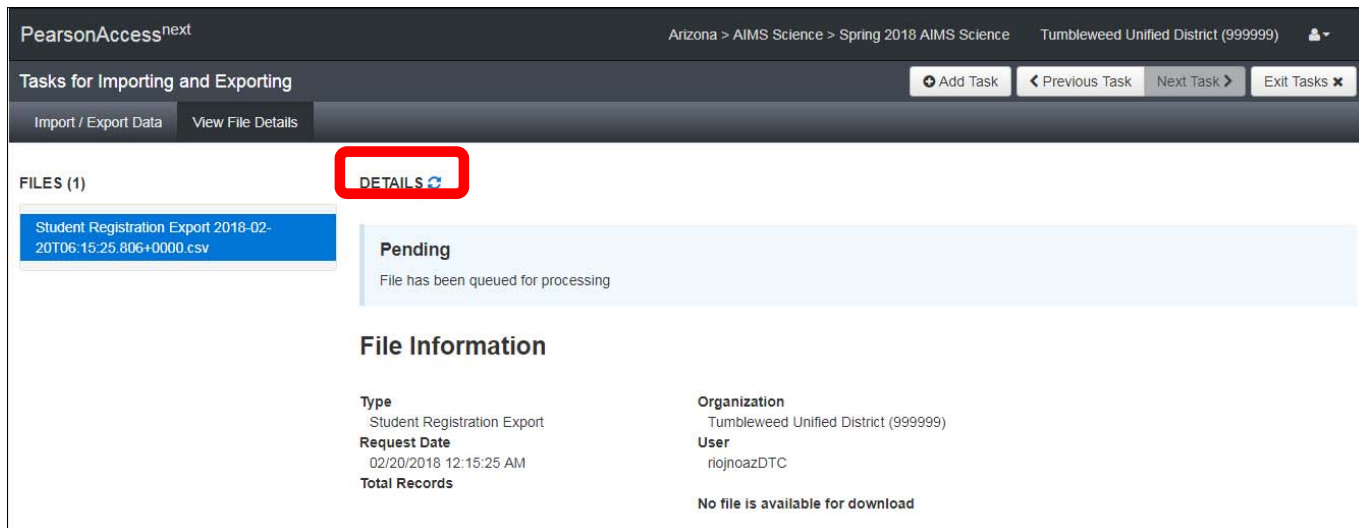 PearsonAccessnext
Arizona > AIMS Science > Spring 2018 AIMS Science
Tumbleweed Unified District (999999)
Tasks for Importing and Exporting
Add Task
Previous Task
Next Task
Exit Tasks
Import / Export Data
View File Details
FILES (1)
DETAILS
Student Registration Export 2018-02-
20T06:15:25.806+0000.csv
Pending
File has been queued for processing
File Information
Type
Student Registration Export
Request Date
02/20/2018 12:15:25 AM
Total Records
Organization
Tumbleweed Unified District (999999)
User
riojnoazDTC
No file is available for download